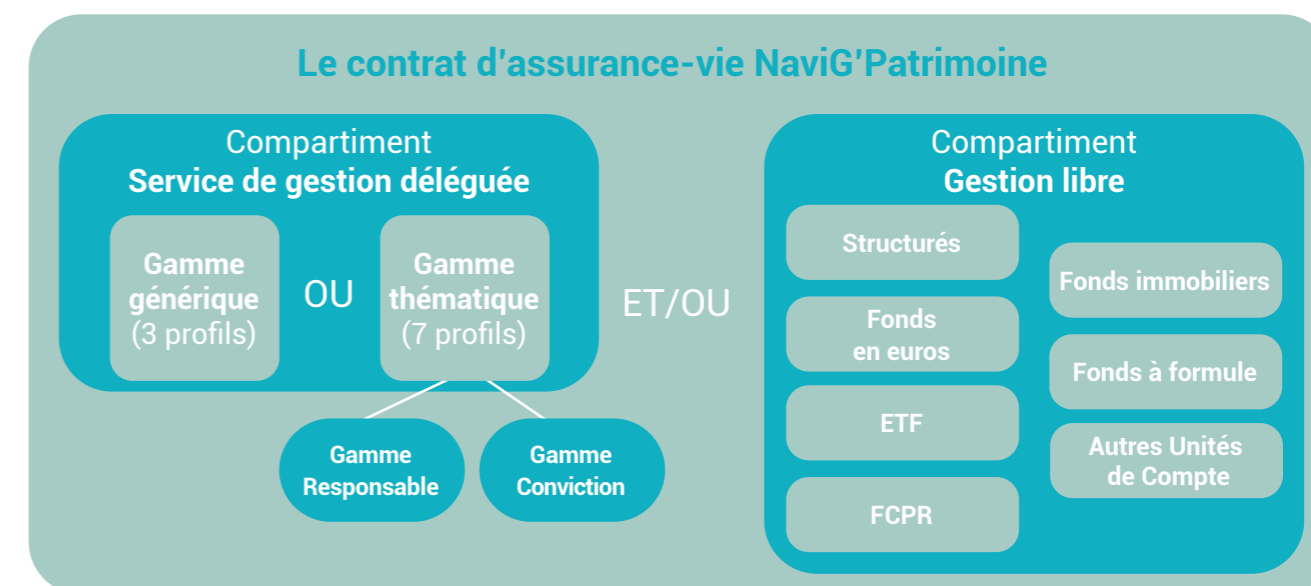 Le contrat d'assurance-vie NaviG'Patrimoine
Compartiment
Service de gestion déléguée
Gamme
générique
(3 profils)
OU
Gamme
thématique
(7 profils)
Gamme
Responsable
Gamme
Conviction
ET/OU
Compartiment
Gestion libre
Structurés
Fonds
en euros
ETF
FCPR
Fonds immobiliers
Fonds à formule
Autres Unités
de Compte